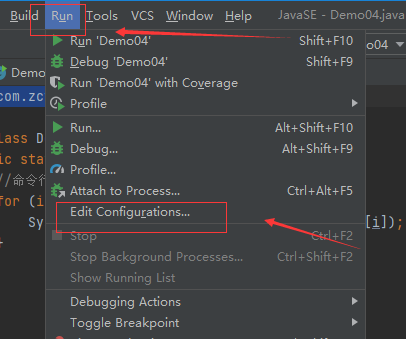 Build Run Tools VCS Window Help JavaSE - Demo04.java
Run 'Demo04' Shift+F10
Debug 'Demo04' Shift+F9
Run 'Demo04' with Coverage
Profile
Run... Alt+Shift+F10
Debug... Alt+Shift+F9
Profile...
Attach to Process... Ctrl+Alt+F5
Edit Configurations...
Stop Ctrl+F2
Stop Background Processes... Ctrl+Shift+F2
Show Running List
Debugging Actions
Toggle Breakpoint
Demo
04
com.zc
lass D
ic sta
//命令行
for (i
Sy
[i]);